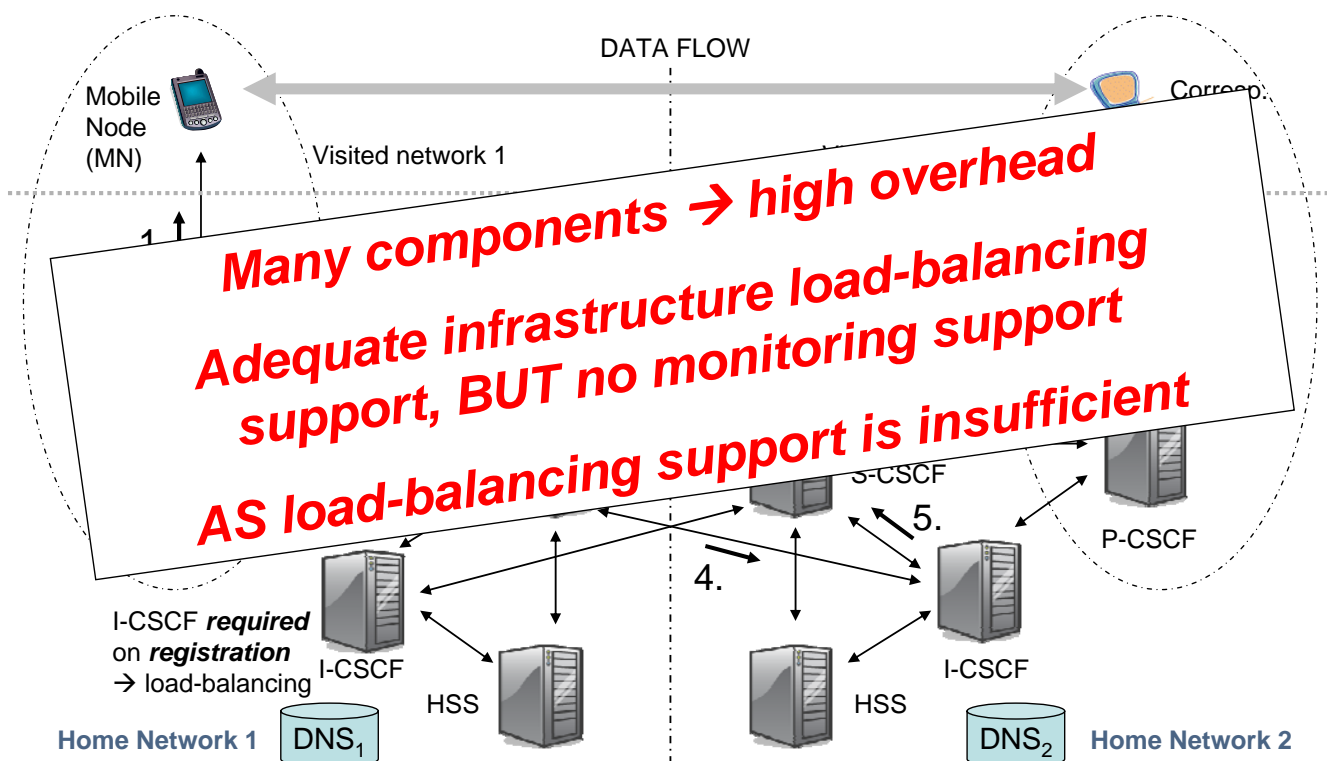 DATA FLOW
Mobile
Node
(MN)
Corresp.
Visited network 1
1
Many components → high overhead
Adequate infrastructure load-balancing
support, BUT no monitoring support
AS load-balancing support is insufficient
S-CSCF
5.
P-CSCF
4.
I-CSCF required
on registration
→ load-balancing
I-CSCF
I-CSCF
HSS
HSS
Home Network 1
DNS₁
DNS₂
Home Network 2